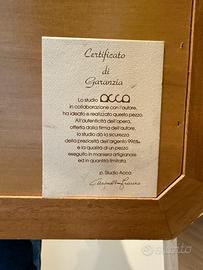 Certificato
di
Garanzia
Lo studio acca
in collaborazione con l'autore,
ha ideato e realizzato questo pezzo.
All'autenticità dell'opera,
offerta dalla firma dell'autore,
lo studio dà la sicurezza
della preziosità dell'argento
e la qualità di un pezzo
eseguito in maniera artigianale
ed in quantità limitata.
p. Studio Acca
subito